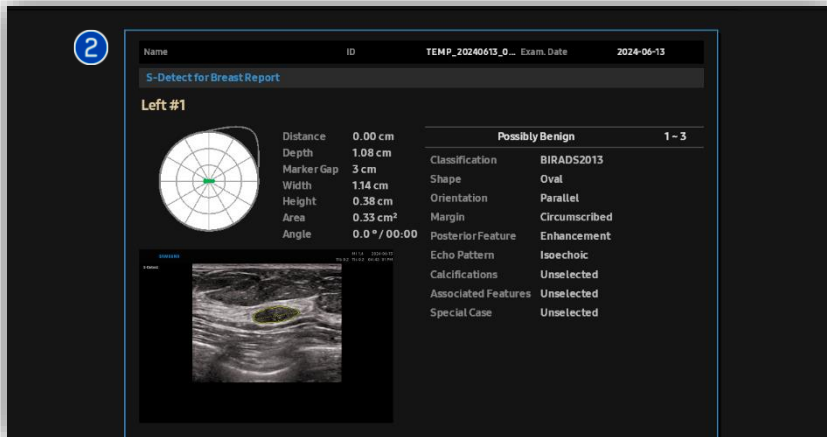 2
Name ID TEMP_20240613_0... Exam. Date 2024-06-13
S-Detect for Breast Report
Left #1
Distance 0.00 cm
Depth 1.08 cm
Marker Gap 3 cm
Width 1.14 cm
Height 0.38 cm
Area 0.33 cm²
Angle 0.0 ° / 00:00
Possibly Benign 1 ~ 3
Classification BIRADS2013
Shape Oval
Orientation Parallel
Margin Circumscribed
Posterior Feature Enhancement
Echo Pattern Isoechoic
Calcifications Unselected
Associated Features Unselected
Special Case Unselected
SAMSUNG
S-Detect